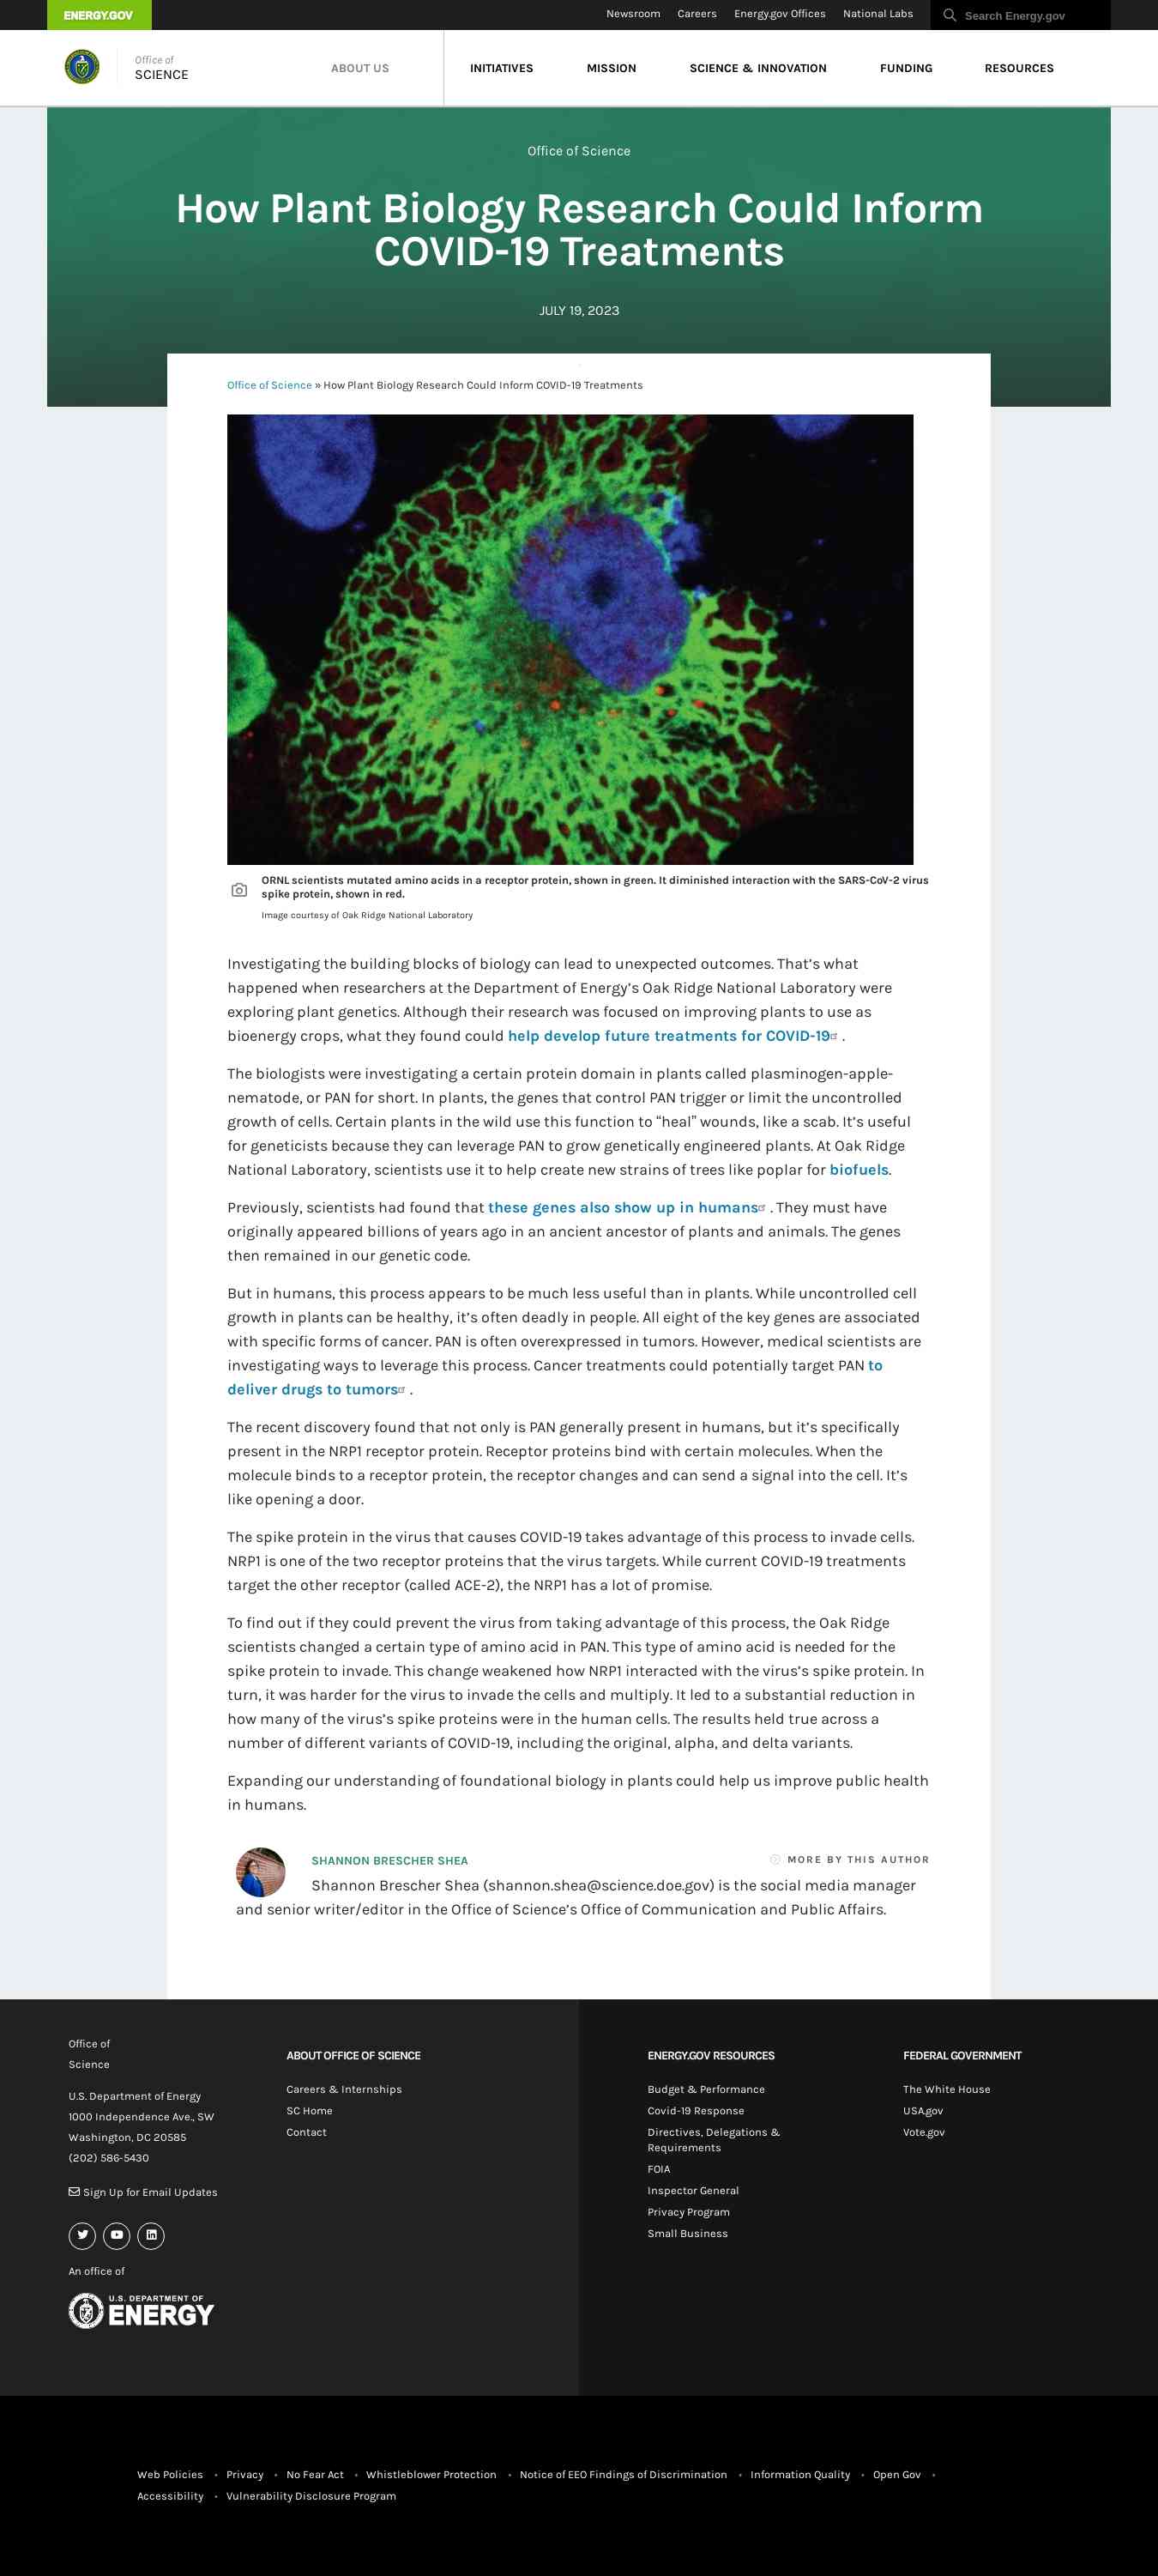 ENERGY.GOV
Newsroom Careers Energy.gov Offices National Labs Search Energy.gov
Office of
SCIENCE
ABOUT US INITIATIVES MISSION SCIENCE & INNOVATION FUNDING RESOURCES
Office of Science
How Plant Biology Research Could Inform
COVID-19 Treatments
JULY 19, 2023
Office of Science » How Plant Biology Research Could Inform COVID-19 Treatments
ORNL scientists mutated amino acids in a receptor protein, shown in green. It diminished interaction with the SARS-CoV-2 virus
spike protein, shown in red.
Image courtesy of Oak Ridge National Laboratory
Investigating the building blocks of biology can lead to unexpected outcomes. That’s what
happened when researchers at the Department of Energy’s Oak Ridge National Laboratory were
exploring plant genetics. Although their research was focused on improving plants to use as
bioenergy crops, what they found could help develop future treatments for COVID-19 .
The biologists were investigating a certain protein domain in plants called plasminogen-apple-
nematode, or PAN for short. In plants, the genes that control PAN trigger or limit the uncontrolled
growth of cells. Certain plants in the wild use this function to “heal” wounds, like a scab. It’s useful
for geneticists because they can leverage PAN to grow genetically engineered plants. At Oak Ridge
National Laboratory, scientists use it to help create new strains of trees like poplar for biofuels.
Previously, scientists had found that these genes also show up in humans . They must have
originally appeared billions of years ago in an ancient ancestor of plants and animals. The genes
then remained in our genetic code.
But in humans, this process appears to be much less useful than in plants. While uncontrolled cell
growth in plants can be healthy, it’s often deadly in people. All eight of the key genes are associated
with specific forms of cancer. PAN is often overexpressed in tumors. However, medical scientists are
investigating ways to leverage this process. Cancer treatments could potentially target PAN to
deliver drugs to tumors .
The recent discovery found that not only is PAN generally present in humans, but it’s specifically
present in the NRP1 receptor protein. Receptor proteins bind with certain molecules. When the
molecule binds to a receptor protein, the receptor changes and can send a signal into the cell. It’s
like opening a door.
The spike protein in the virus that causes COVID-19 takes advantage of this process to invade cells.
NRP1 is one of the two receptor proteins that the virus targets. While current COVID-19 treatments
target the other receptor (called ACE-2), the NRP1 has a lot of promise.
To find out if they could prevent the virus from taking advantage of this process, the Oak Ridge
scientists changed a certain type of amino acid in PAN. This type of amino acid is needed for the
spike protein to invade. This change weakened how NRP1 interacted with the virus’s spike protein. In
turn, it was harder for the virus to invade the cells and multiply. It led to a substantial reduction in
how many of the virus’s spike proteins were in the human cells. The results held true across a
number of different variants of COVID-19, including the original, alpha, and delta variants.
Expanding our understanding of foundational biology in plants could help us improve public health
in humans.
SHANNON BRESCHER SHEA MORE BY THIS AUTHOR
Shannon Brescher Shea (shannon.shea@science.doe.gov) is the social media manager
and senior writer/editor in the Office of Science’s Office of Communication and Public Affairs.
Office of
Science
U.S. Department of Energy
1000 Independence Ave., SW
Washington, DC 20585
(202) 586-5430
Sign Up for Email Updates
An office of
U.S. DEPARTMENT OF
ENERGY
ABOUT OFFICE OF SCIENCE
Careers & Internships
SC Home
Contact
ENERGY.GOV RESOURCES
Budget & Performance
Covid-19 Response
Directives, Delegations &
Requirements
FOIA
Inspector General
Privacy Program
Small Business
FEDERAL GOVERNMENT
The White House
USA.gov
Vote.gov
Web Policies • Privacy • No Fear Act • Whistleblower Protection • Notice of EEO Findings of Discrimination • Information Quality • Open Gov •
Accessibility • Vulnerability Disclosure Program